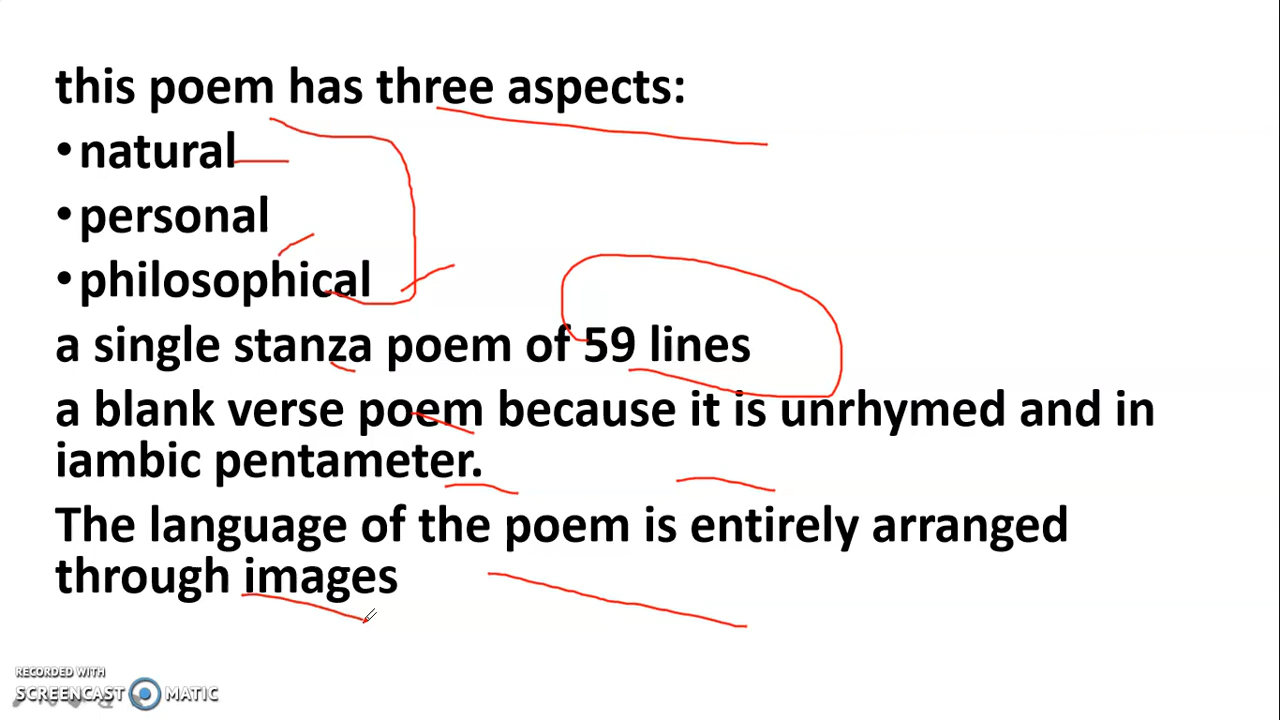 this poem has three aspects:
•natural
•personal
•philosophical
a single stanza poem of 59 lines
a blank verse poem because it is unrhymed and in
iambic pentameter.
The language of the poem is entirely arranged
through images
RECORDED WITH
SCREENCAST MATIC